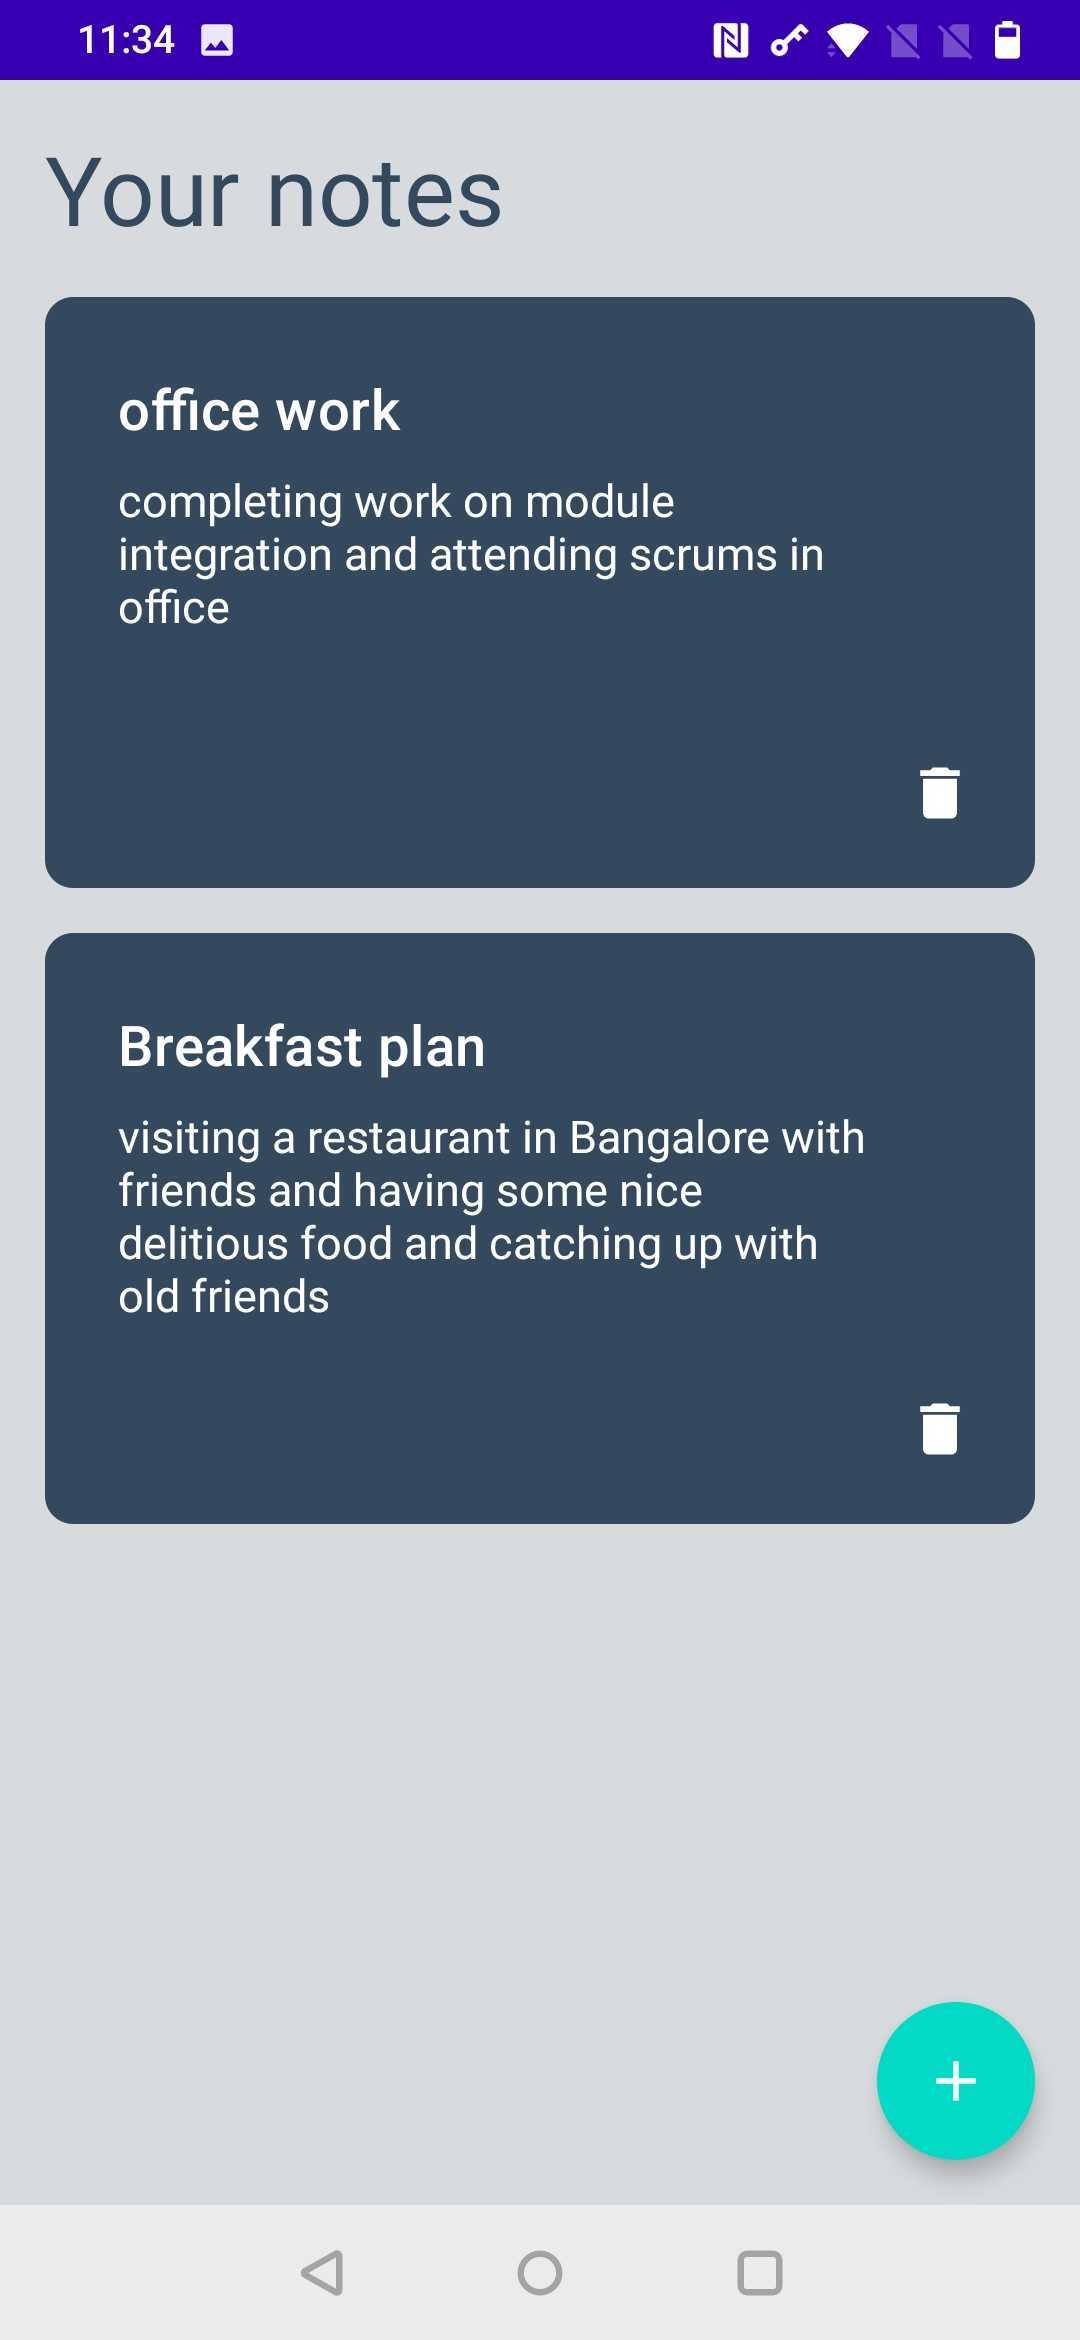 11:34
Your notes
office work
completing work on module
integration and attending scrums in
office
Breakfast plan
visiting a restaurant in Bangalore with
friends and having some nice
delitious food and catching up with
old friends